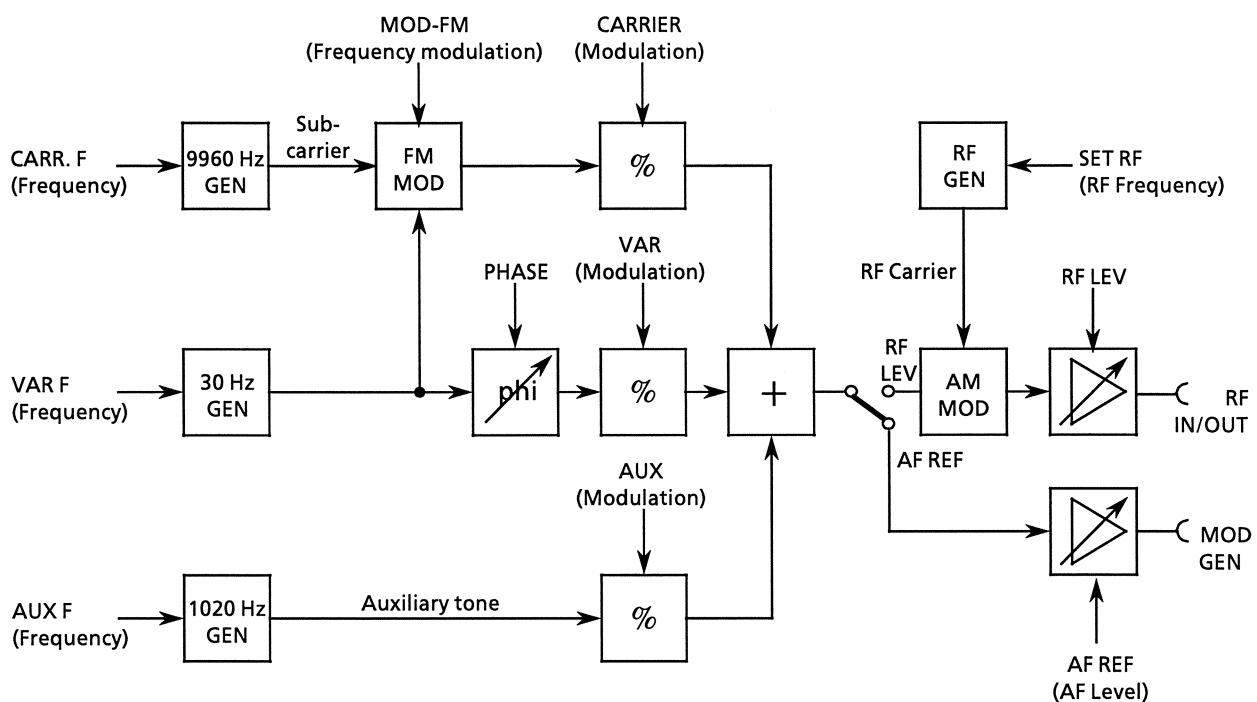 MOD-FM
(Frequency modulation)
CARRIER
(Modulation)
CARR. F
(Frequency)
9960 Hz
GEN
Sub-
carrier
FM
MOD
%
RF
GEN
SET RF
(RF Frequency)
VAR
(Modulation)
PHASE
RF Carrier
RF LEV
VAR F
(Frequency)
30 Hz
GEN
phi
%
+
RF
LEV
AM
MOD
RF
IN/OUT
AF REF
AUX
(Modulation)
MOD
GEN
AUX F
(Frequency)
1020 Hz
GEN
Auxiliary tone
%
AF REF
(AF Level)